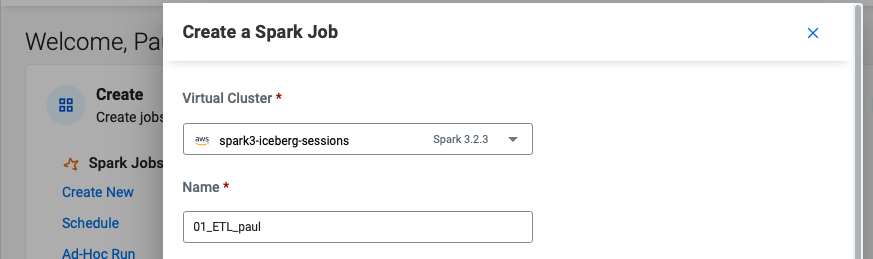 Welcome, Pa
Create
Create jobs
Spark Jobs
Create New
Schedule
Ad-Hoc Run
Create a Spark Job
Virtual Cluster *
aws spark3-iceberg-sessions Spark 3.2.3
Name *
01_ETL_paul